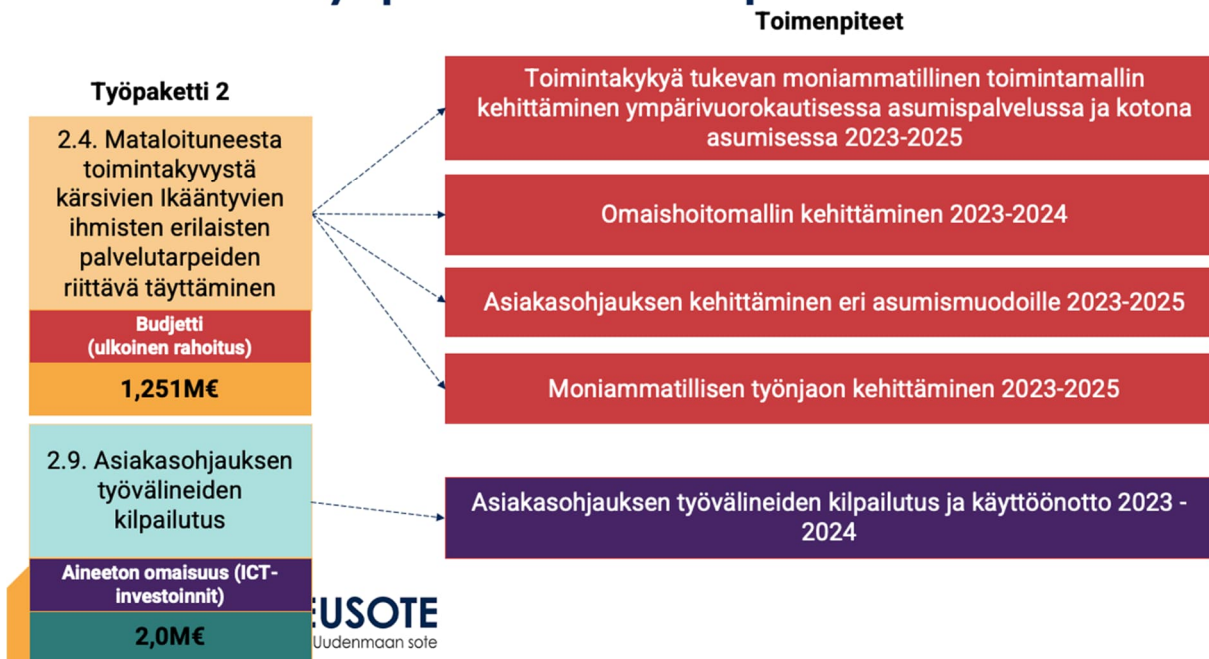 Toimenpiteet
Työpaketti 2
2.4. Mataloituneesta
toimintakyvystä
kärsivien Ikääntyvien
ihmisten erilaisten
palvelutarpeiden
riittävä täyttäminen
Budjetti
(ulkoinen rahoitus)
1,251M€
Toimintakykyä tukevan moniammatillinen toimintamallin
kehittäminen ympärivuorokautisessa asumispalvelussa ja kotona
asumisessa 2023-2025
Omaishoitomallin kehittäminen 2023-2024
Asiakasohjauksen kehittäminen eri asumismuodoille 2023-2025
Moniammatillisen työnjaon kehittäminen 2023-2025
2.9. Asiakasohjauksen
työvälineiden
kilpailutus
Aineeton omaisuus (ICT-
investoinnit)
2,0M€
Asiakasohjauksen työvälineiden kilpailutus ja käyttöönotto 2023 -
2024
EUSOTE
Uudenmaan sote